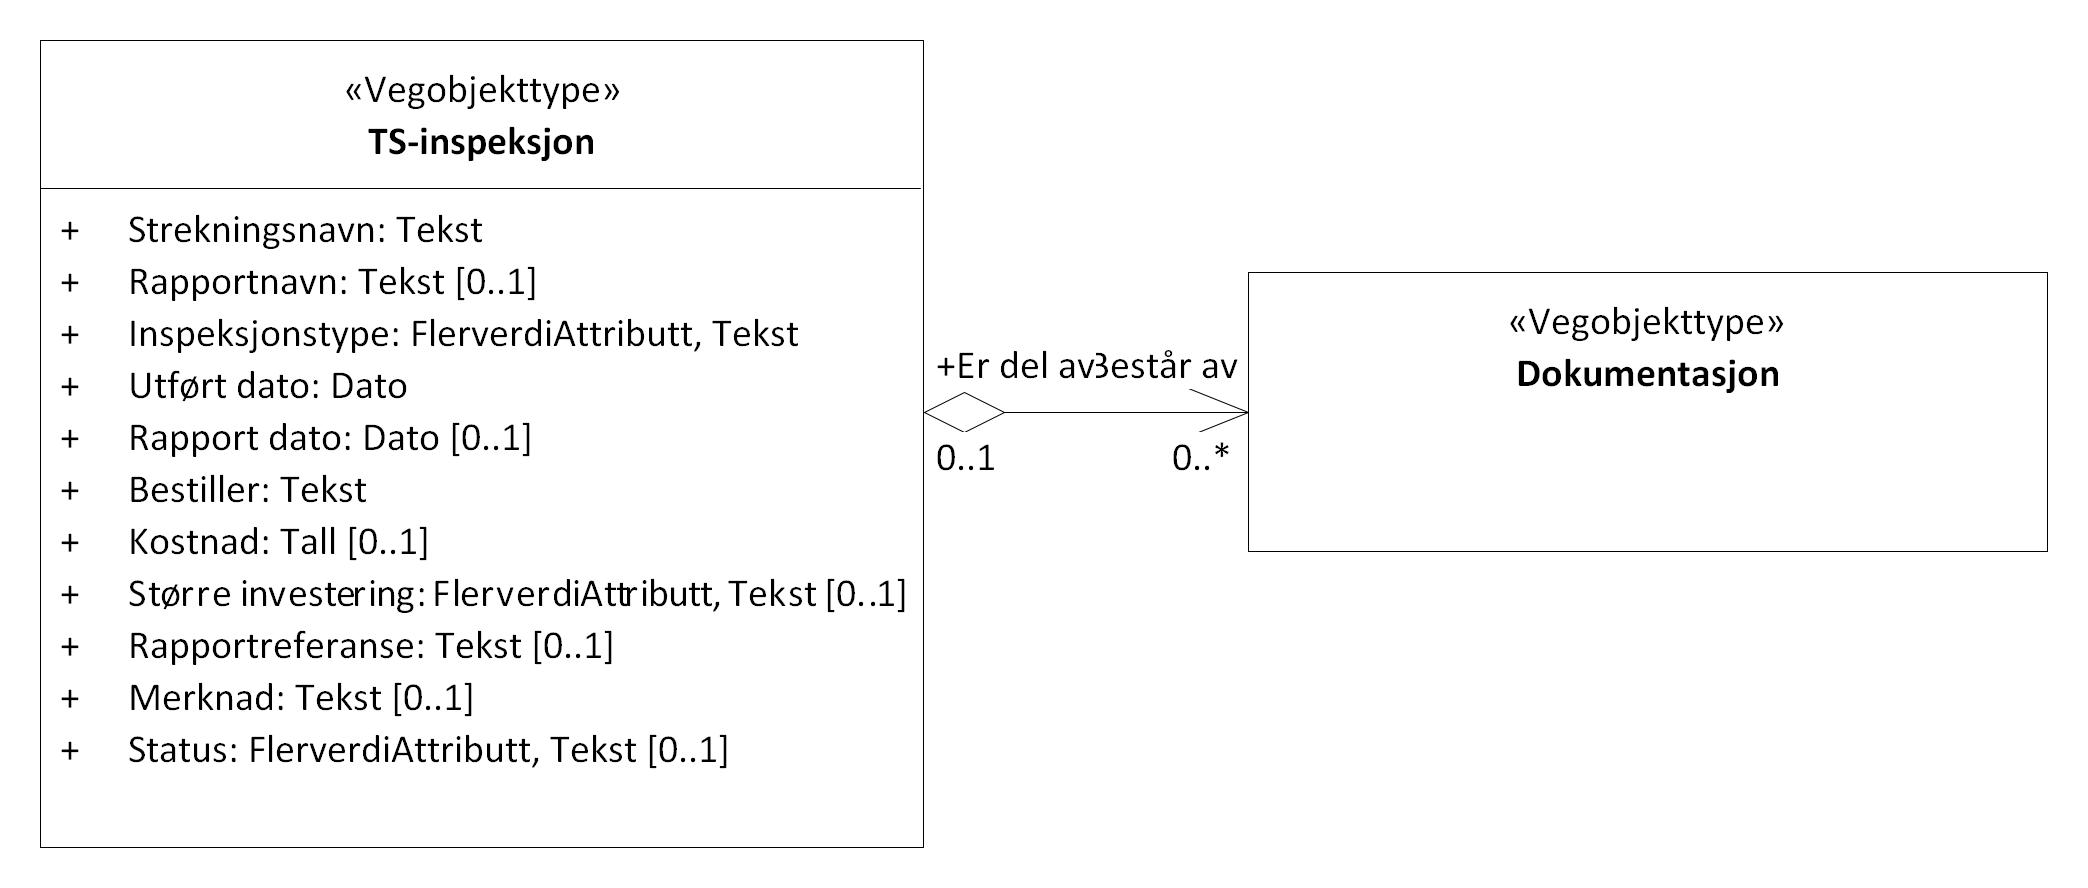 «Vegobjekttype»
TS-inspeksjon
+ Strekningsnavn: Tekst
+ Rapportnavn: Tekst [0..1]
+ Inspeksjonstype: FlerverdiAttributt, Tekst
+ Utført dato: Dato
+ Rapport dato: Dato [0..1]
+ Bestiller: Tekst
+ Kostnad: Tall [0..1]
+ Større investering: FlerverdiAttributt, Tekst [0..1]
+ Rapportreferanse: Tekst [0..1]
+ Merknad: Tekst [0..1]
+ Status: FlerverdiAttributt, Tekst [0..1]
+Er del av
Består av
0..1
0..*
«Vegobjekttype»
Dokumentasjon